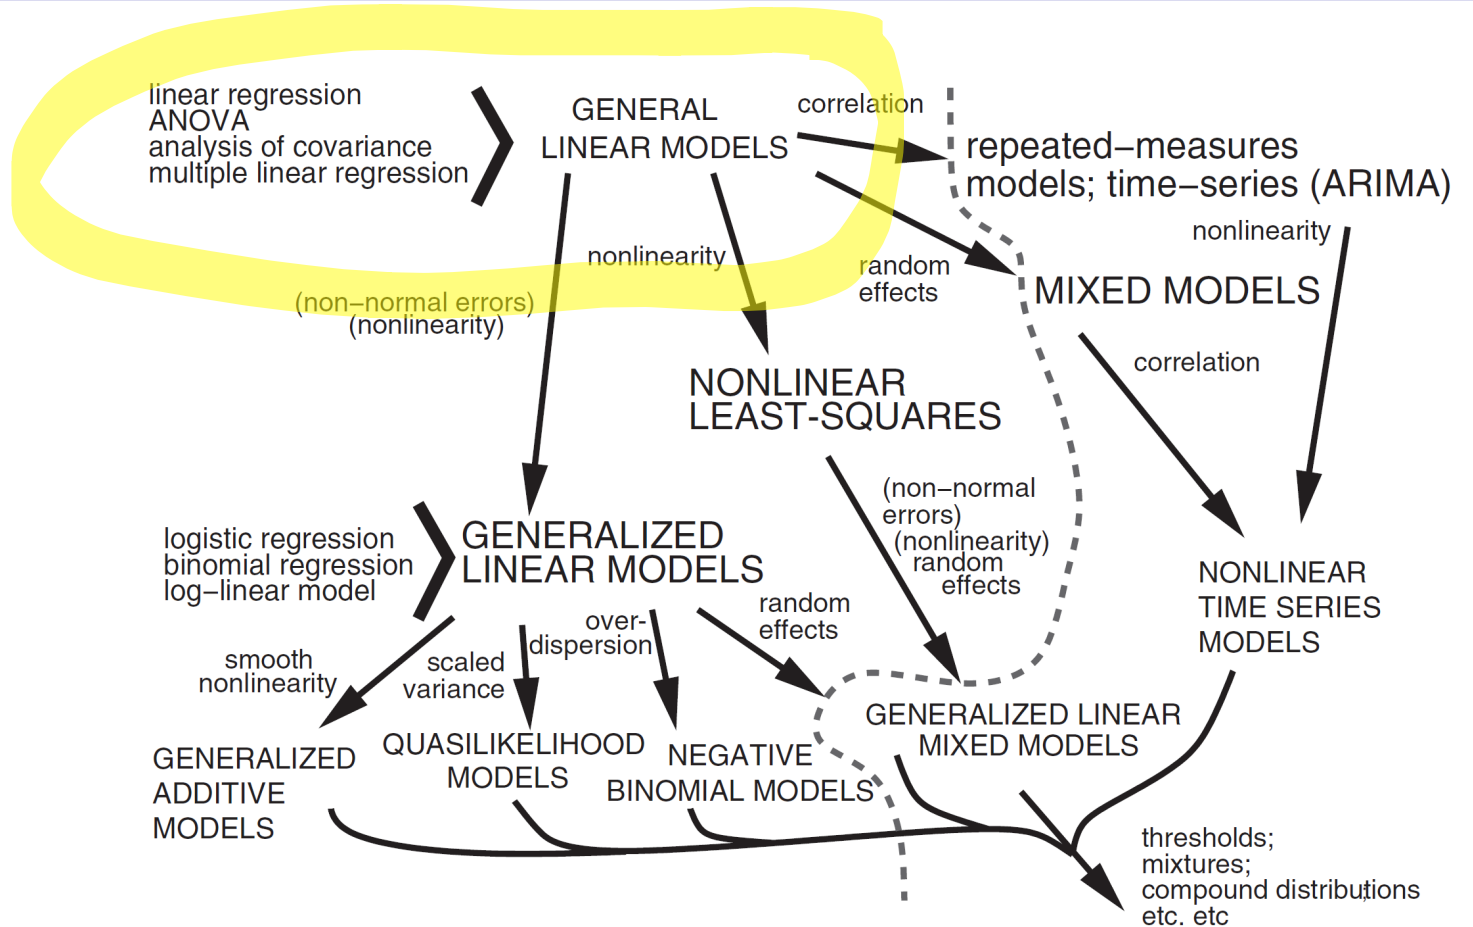 linear regression
ANOVA
analysis of covariance
multiple linear regression
GENERAL
LINEAR MODELS
correlation
repeated−measures
models; time−series (ARIMA)
nonlinearity
nonlinearity
random
effects
MIXED MODELS
(non−normal errors)
(nonlinearity)
correlation
NONLINEAR
LEAST-SQUARES
(non−normal
errors)
(nonlinearity)
random
effects
logistic regression
binomial regression
log−linear model
GENERALIZED
LINEAR MODELS
NONLINEAR
TIME SERIES
MODELS
random
effects
over-
dispersion
scaled
variance
smooth
nonlinearity
GENERALIZED
ADDITIVE
MODELS
QUASILIKELIHOOD
MODELS
NEGATIVE
BINOMIAL MODELS
GENERALIZED LINEAR
MIXED MODELS
thresholds;
mixtures;
compound distributions;
etc. etc